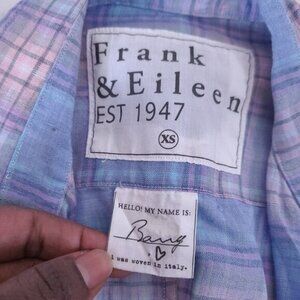 Frank
& Eileen
EST 1947
XS
HELLO! MY NAME IS:
Barry
i was woven in italy.